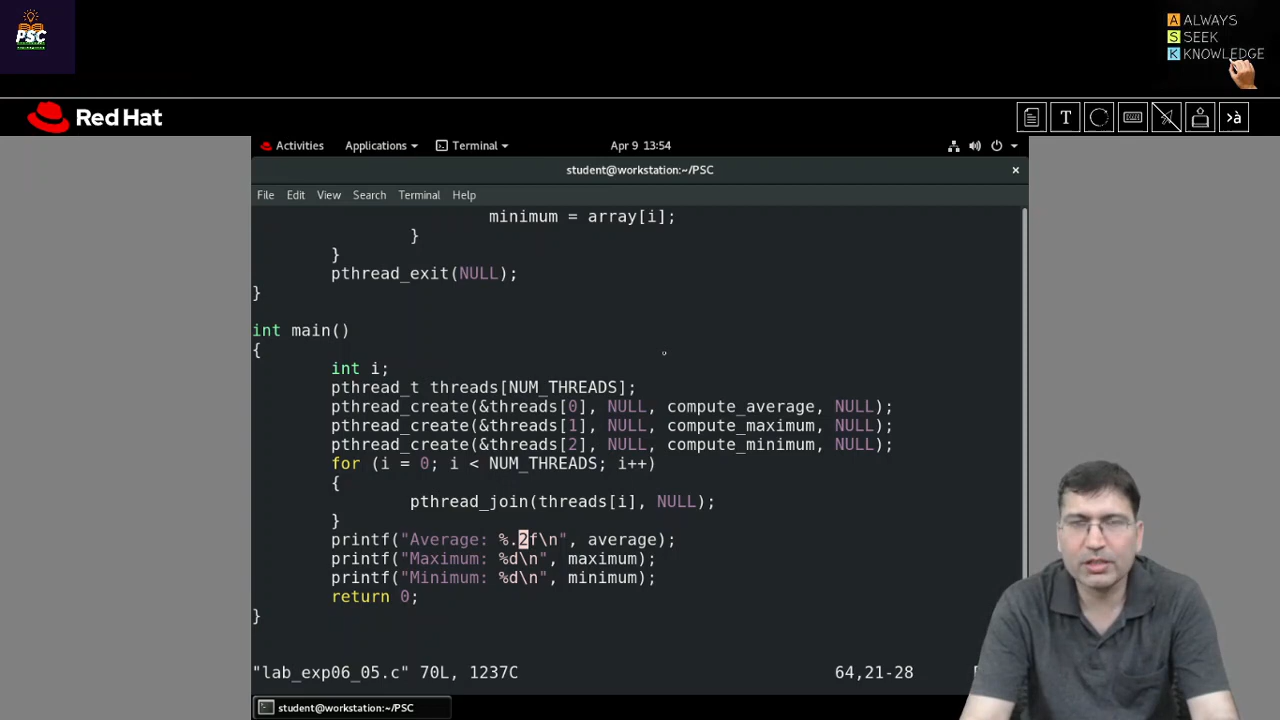 PSC
A ALWAYS
S SEEK
K KNOWLEDGE
Red Hat
T
>à
Activities Applications Terminal Apr 9 13:54
student@workstation:~/PSC ×
File Edit View Search Terminal Help
minimum = array[i];
}
}
pthread_exit(NULL);
}
int main()
{
int i;
pthread_t threads[NUM_THREADS];
pthread_create(&threads[0], NULL, compute_average, NULL);
pthread_create(&threads[1], NULL, compute_maximum, NULL);
pthread_create(&threads[2], NULL, compute_minimum, NULL);
for (i = 0; i < NUM_THREADS; i++)
{
pthread_join(threads[i], NULL);
}
printf("Average: %.2f\n", average);
printf("Maximum: %d\n", maximum);
printf("Minimum: %d\n", minimum);
return 0;
}
"lab_exp06_05.c" 70L, 1237C 64,21-28
student@workstation:~/PSC